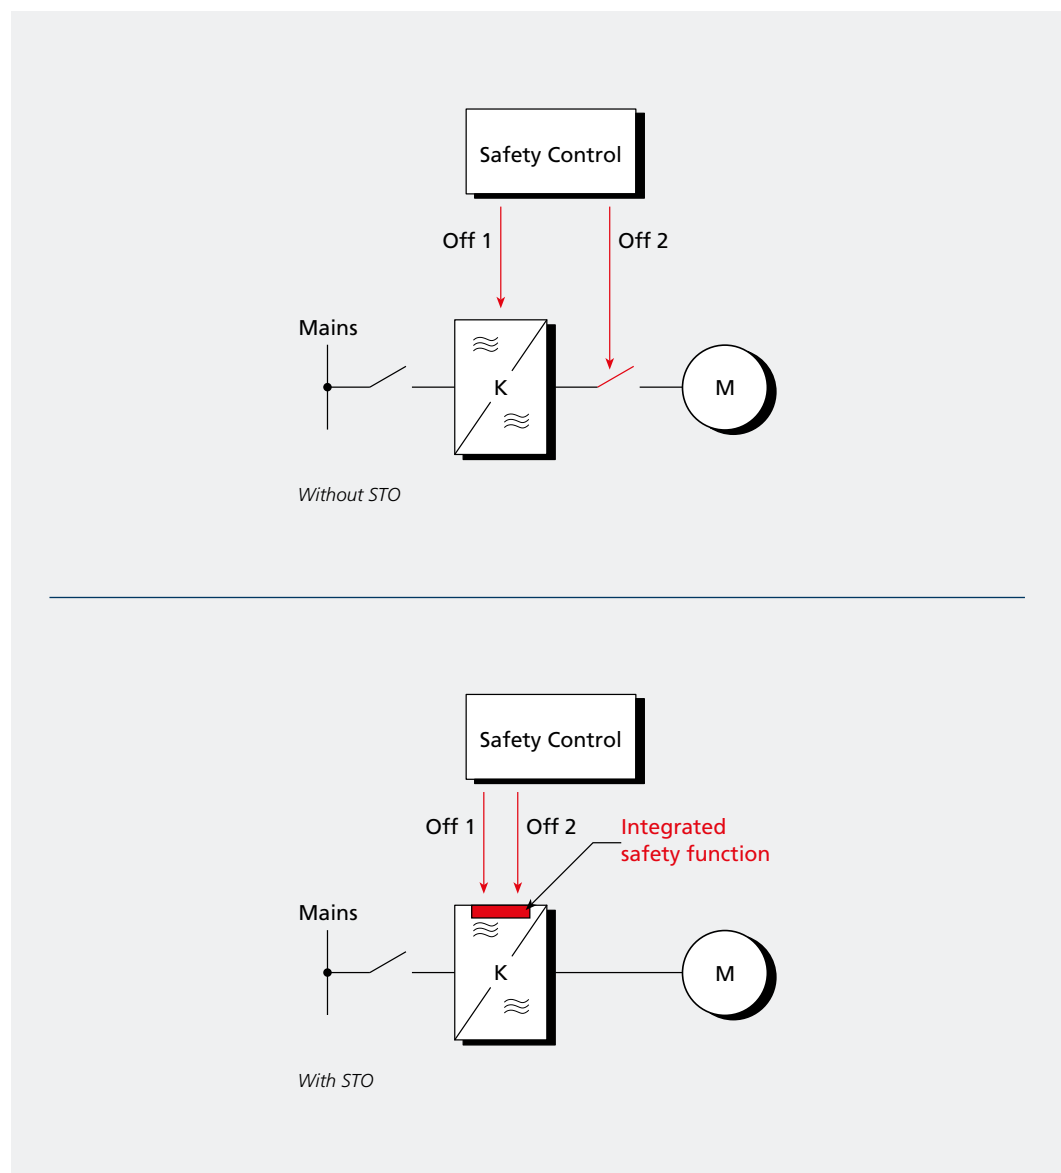 Safety Control
Off 1
Off 2
Mains
K
M
Without STO
Safety Control
Off 1
Off 2
Integrated
safety function
Mains
K
M
With STO